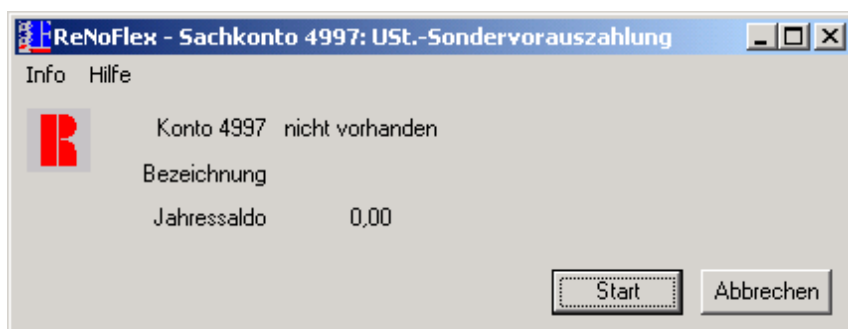 ReNoFlex - Sachkonto 4997: USt.-Sondervorauszahlung
Info Hilfe
Konto 4997 nicht vorhanden
Bezeichnung
Jahressaldo 0,00
Start Abbrechen